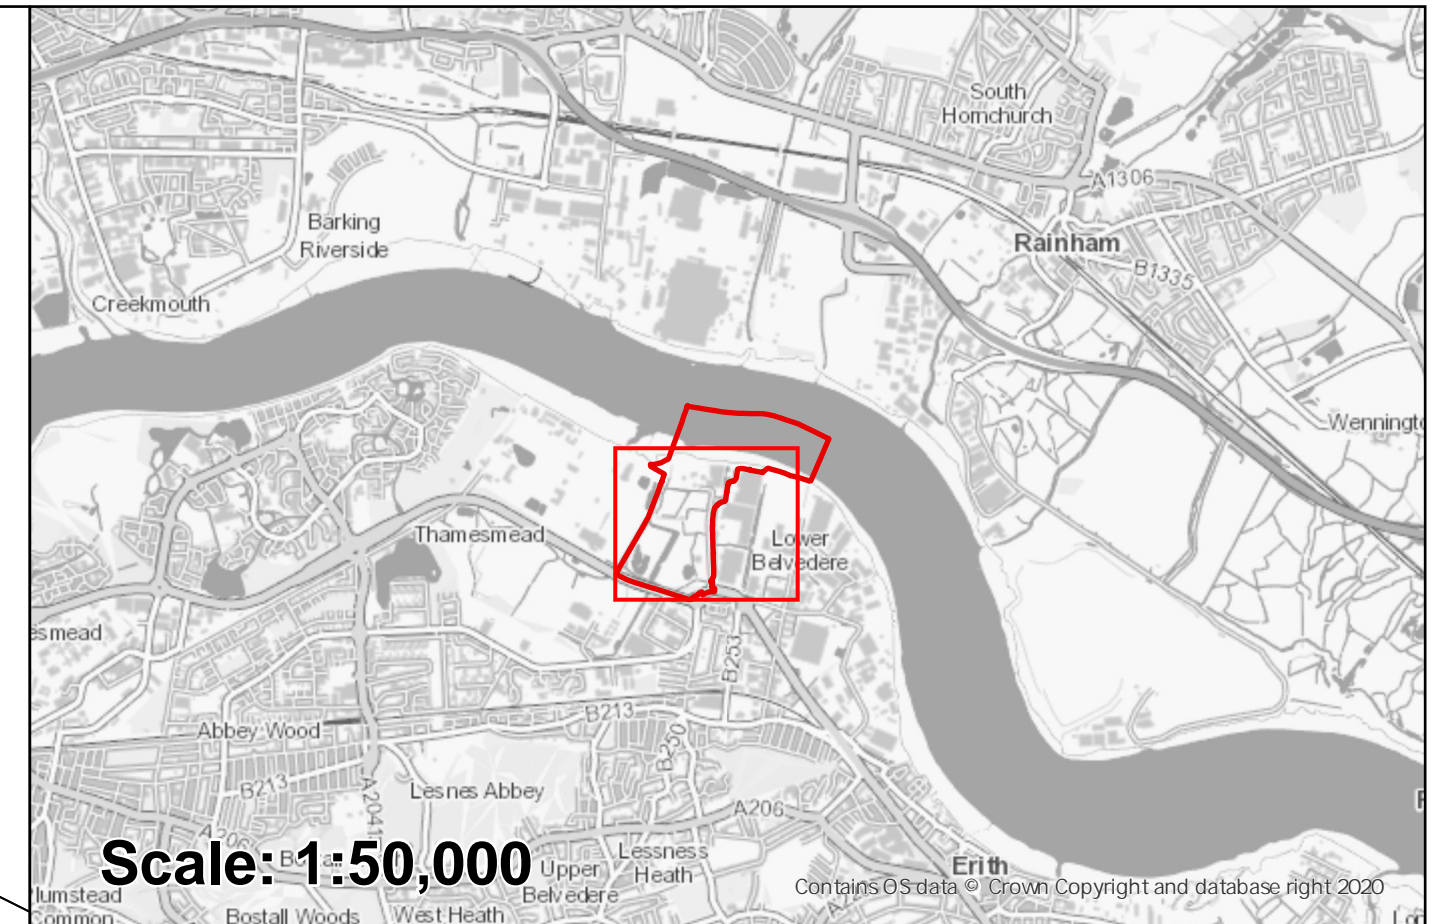 South
Hornchurch
A1306
Barking
Riverside
Rainham
B1335
Creekmouth
Thamesmead
Lower
Belvedere
esmead
B253
Abbey Wood
B213
B250
B213
A2041
Lesnes Abbey
A206
Scale: 1:50,000
Upper
Belvedere
Lessness
Heath
Erith
Contains OS data © Crown Copyright and database right 2020
lumstead
Common
Bostall Woods
West Heath